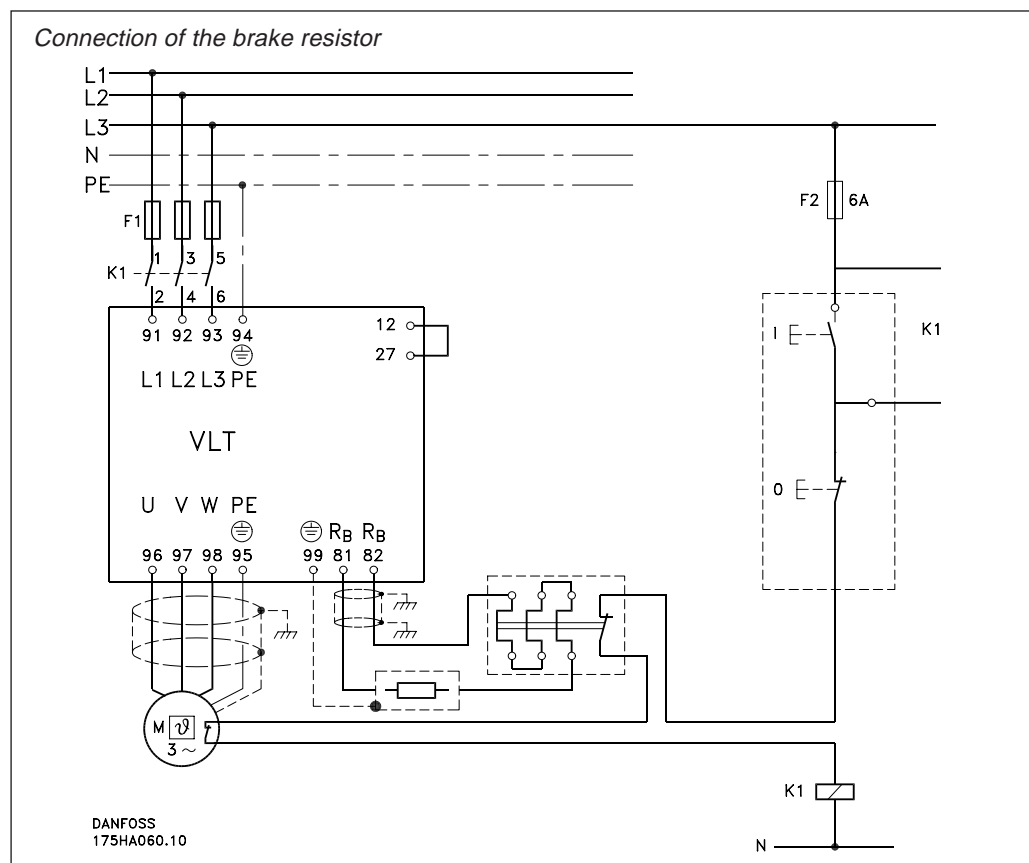 Connection of the brake resistor
L1
L2
L3
N
PE
F1
F2 6A
1 3 5
K1
2 4 6
91 92 93 94
12
27
L1 L2 L3 PE
I
K1
VLT
0
U V W PE
RB RB
96 97 98 95 99 81 82
M ϑ
3 ~
K1
DANFOSS
175HA060.10
N